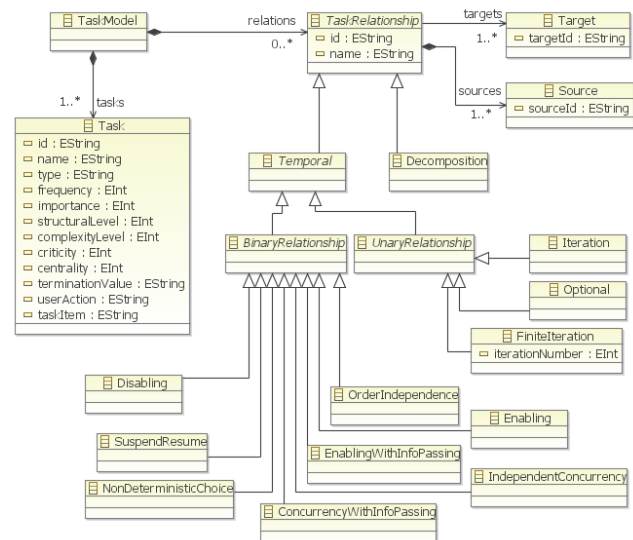 TaskModel
relations
0..*
TaskRelationship
id : EString
name : EString
targets
1..*
Target
targetId : EString
sources
1..*
Source
sourceId : EString
1..*
tasks
Task
id : EString
name : EString
type : EString
frequency : EInt
importance : EInt
structuralLevel : EInt
complexityLevel : EInt
criticity : EInt
centrality : EInt
terminationValue : EString
userAction : EString
taskItem : EString
Temporal
Decomposition
BinaryRelationship
UnaryRelationship
Iteration
Optional
FiniteIteration
iterationNumber : EInt
Disabling
OrderIndependence
Enabling
SuspendResume
EnablingWithInfoPassing
NonDeterministicChoice
IndependentConcurrency
ConcurrencyWithInfoPassing